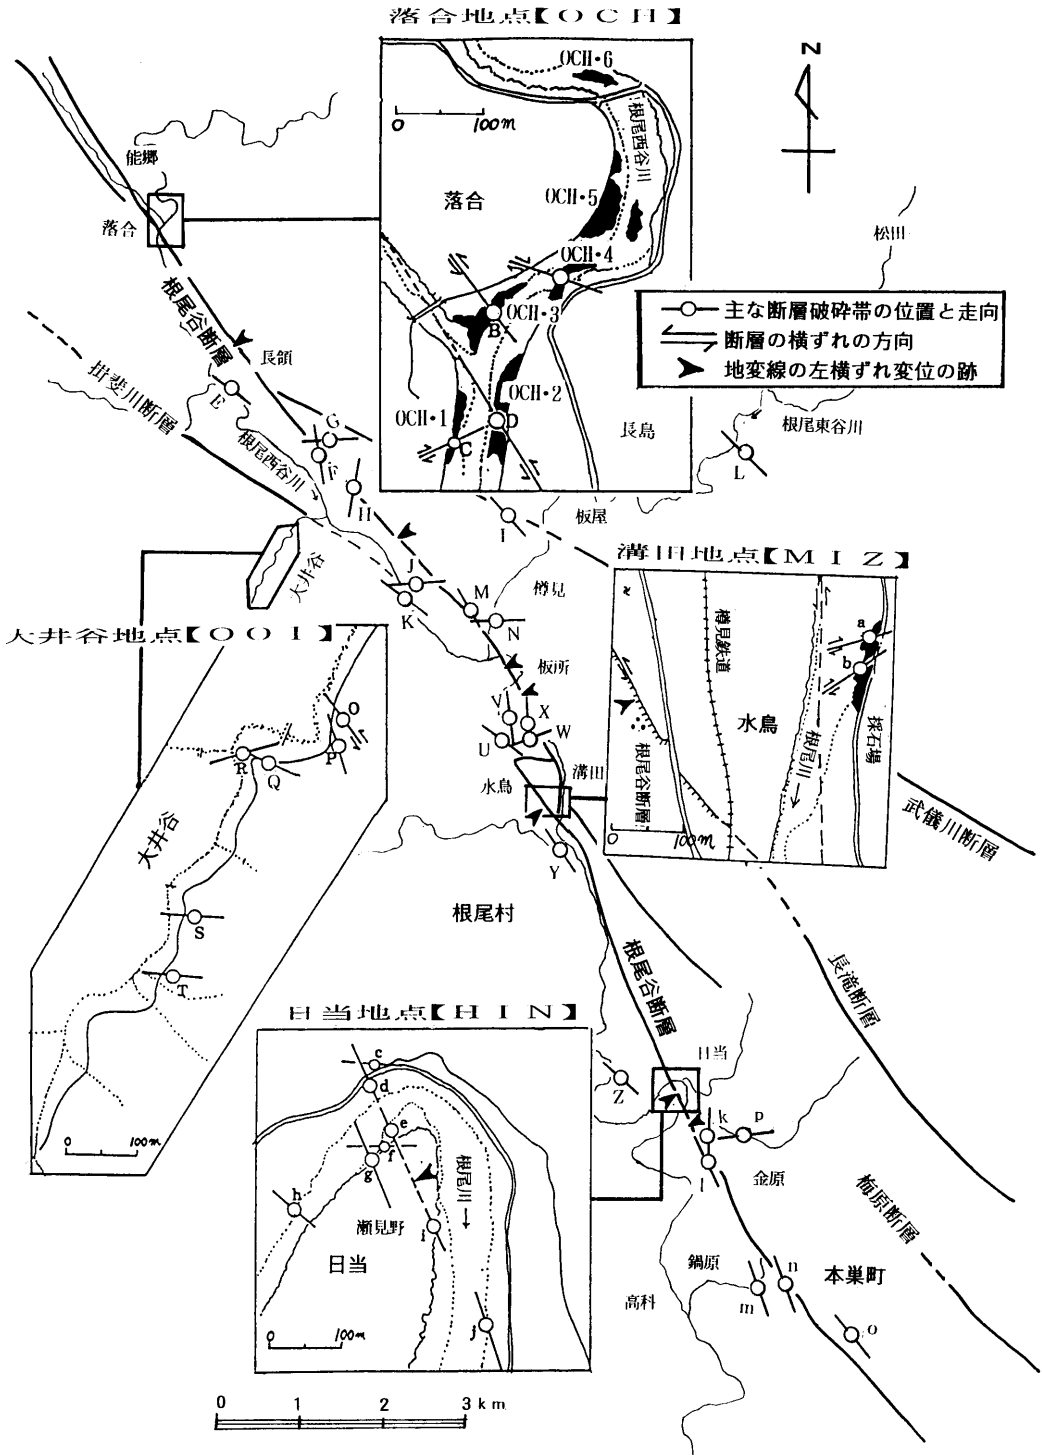 落合地点【OCH】
OCH・6
0 100m
根尾西谷川
落合
OCH・5
OCH・4
OCH・3
B
OCH・2
OCH・1
D
C
長島
N
能郷
落合
根尾谷断層
長領
揖斐川断層
E
G
F
根尾西谷川
H
松田
主な断層破砕帯の位置と走向
断層の横ずれの方向
地変線の左横ずれ変位の跡
根尾東谷川
L
I
板屋
大井谷
J
K
M
N
樽見
板所
V
X
U
W
水鳥
溝田
Y
溝田地点【MIZ】
N
樽見鉄道
a
b
水鳥
採石場
根尾川
根尾谷断層
0 100m
武儀川断層
大井谷地点【OOI】
O
P
R
Q
大井谷
S
T
0 100m
根尾村
根尾谷断層
長滝断層
日当地点【HIN】
c
d
e
f
g
h
根尾川
瀬見野
i
日当
j
0 100m
日当
Z
k
p
l
金原
梅原断層
鍋原
n
m
本巣町
高科
o
0 1 2 3 km